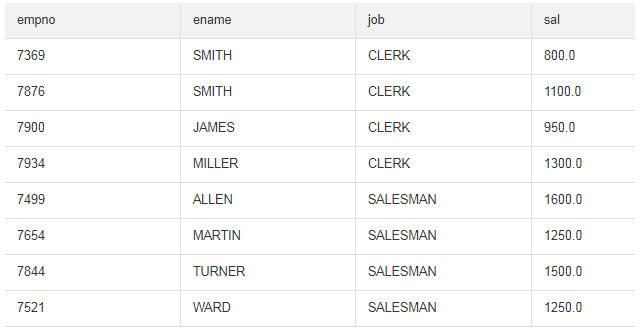 empno ename job sal
7369 SMITH CLERK 800.0
7876 SMITH CLERK 1100.0
7900 JAMES CLERK 950.0
7934 MILLER CLERK 1300.0
7499 ALLEN SALESMAN 1600.0
7654 MARTIN SALESMAN 1250.0
7844 TURNER SALESMAN 1500.0
7521 WARD SALESMAN 1250.0